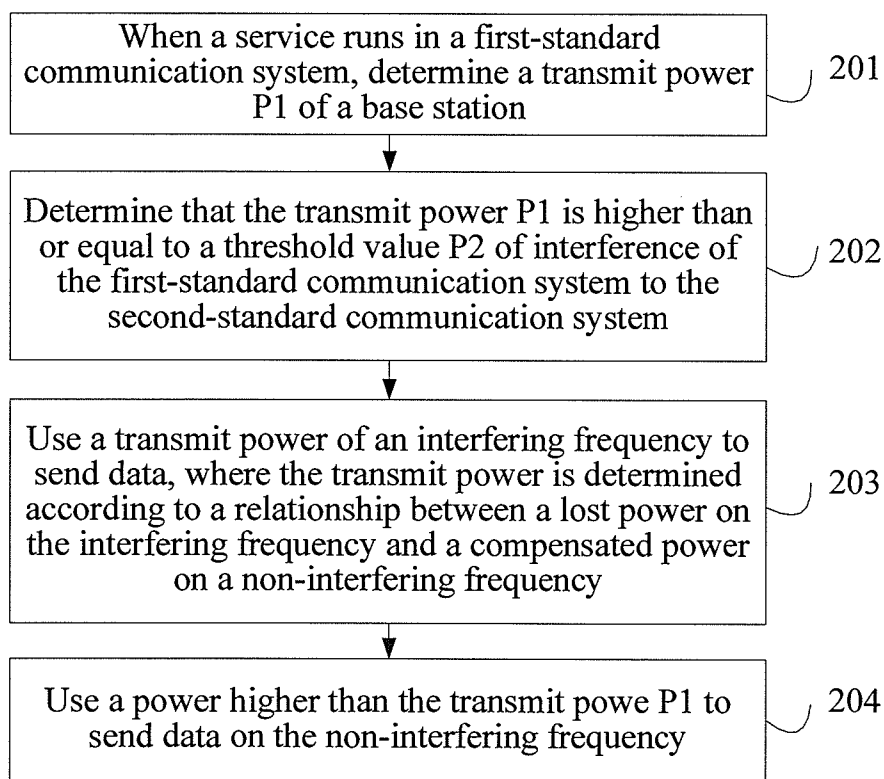 When a service runs in a first-standard
communication system, determine a transmit power
P1 of a base station
201
Determine that the transmit power P1 is higher than
or equal to a threshold value P2 of interference of
the first-standard communication system to the
second-standard communication system
202
Use a transmit power of an interfering frequency to
send data, where the transmit power is determined
according to a relationship between a lost power on
the interfering frequency and a compensated power
on a non-interfering frequency
203
Use a power higher than the transmit powe P1 to
send data on the non-interfering frequency
204